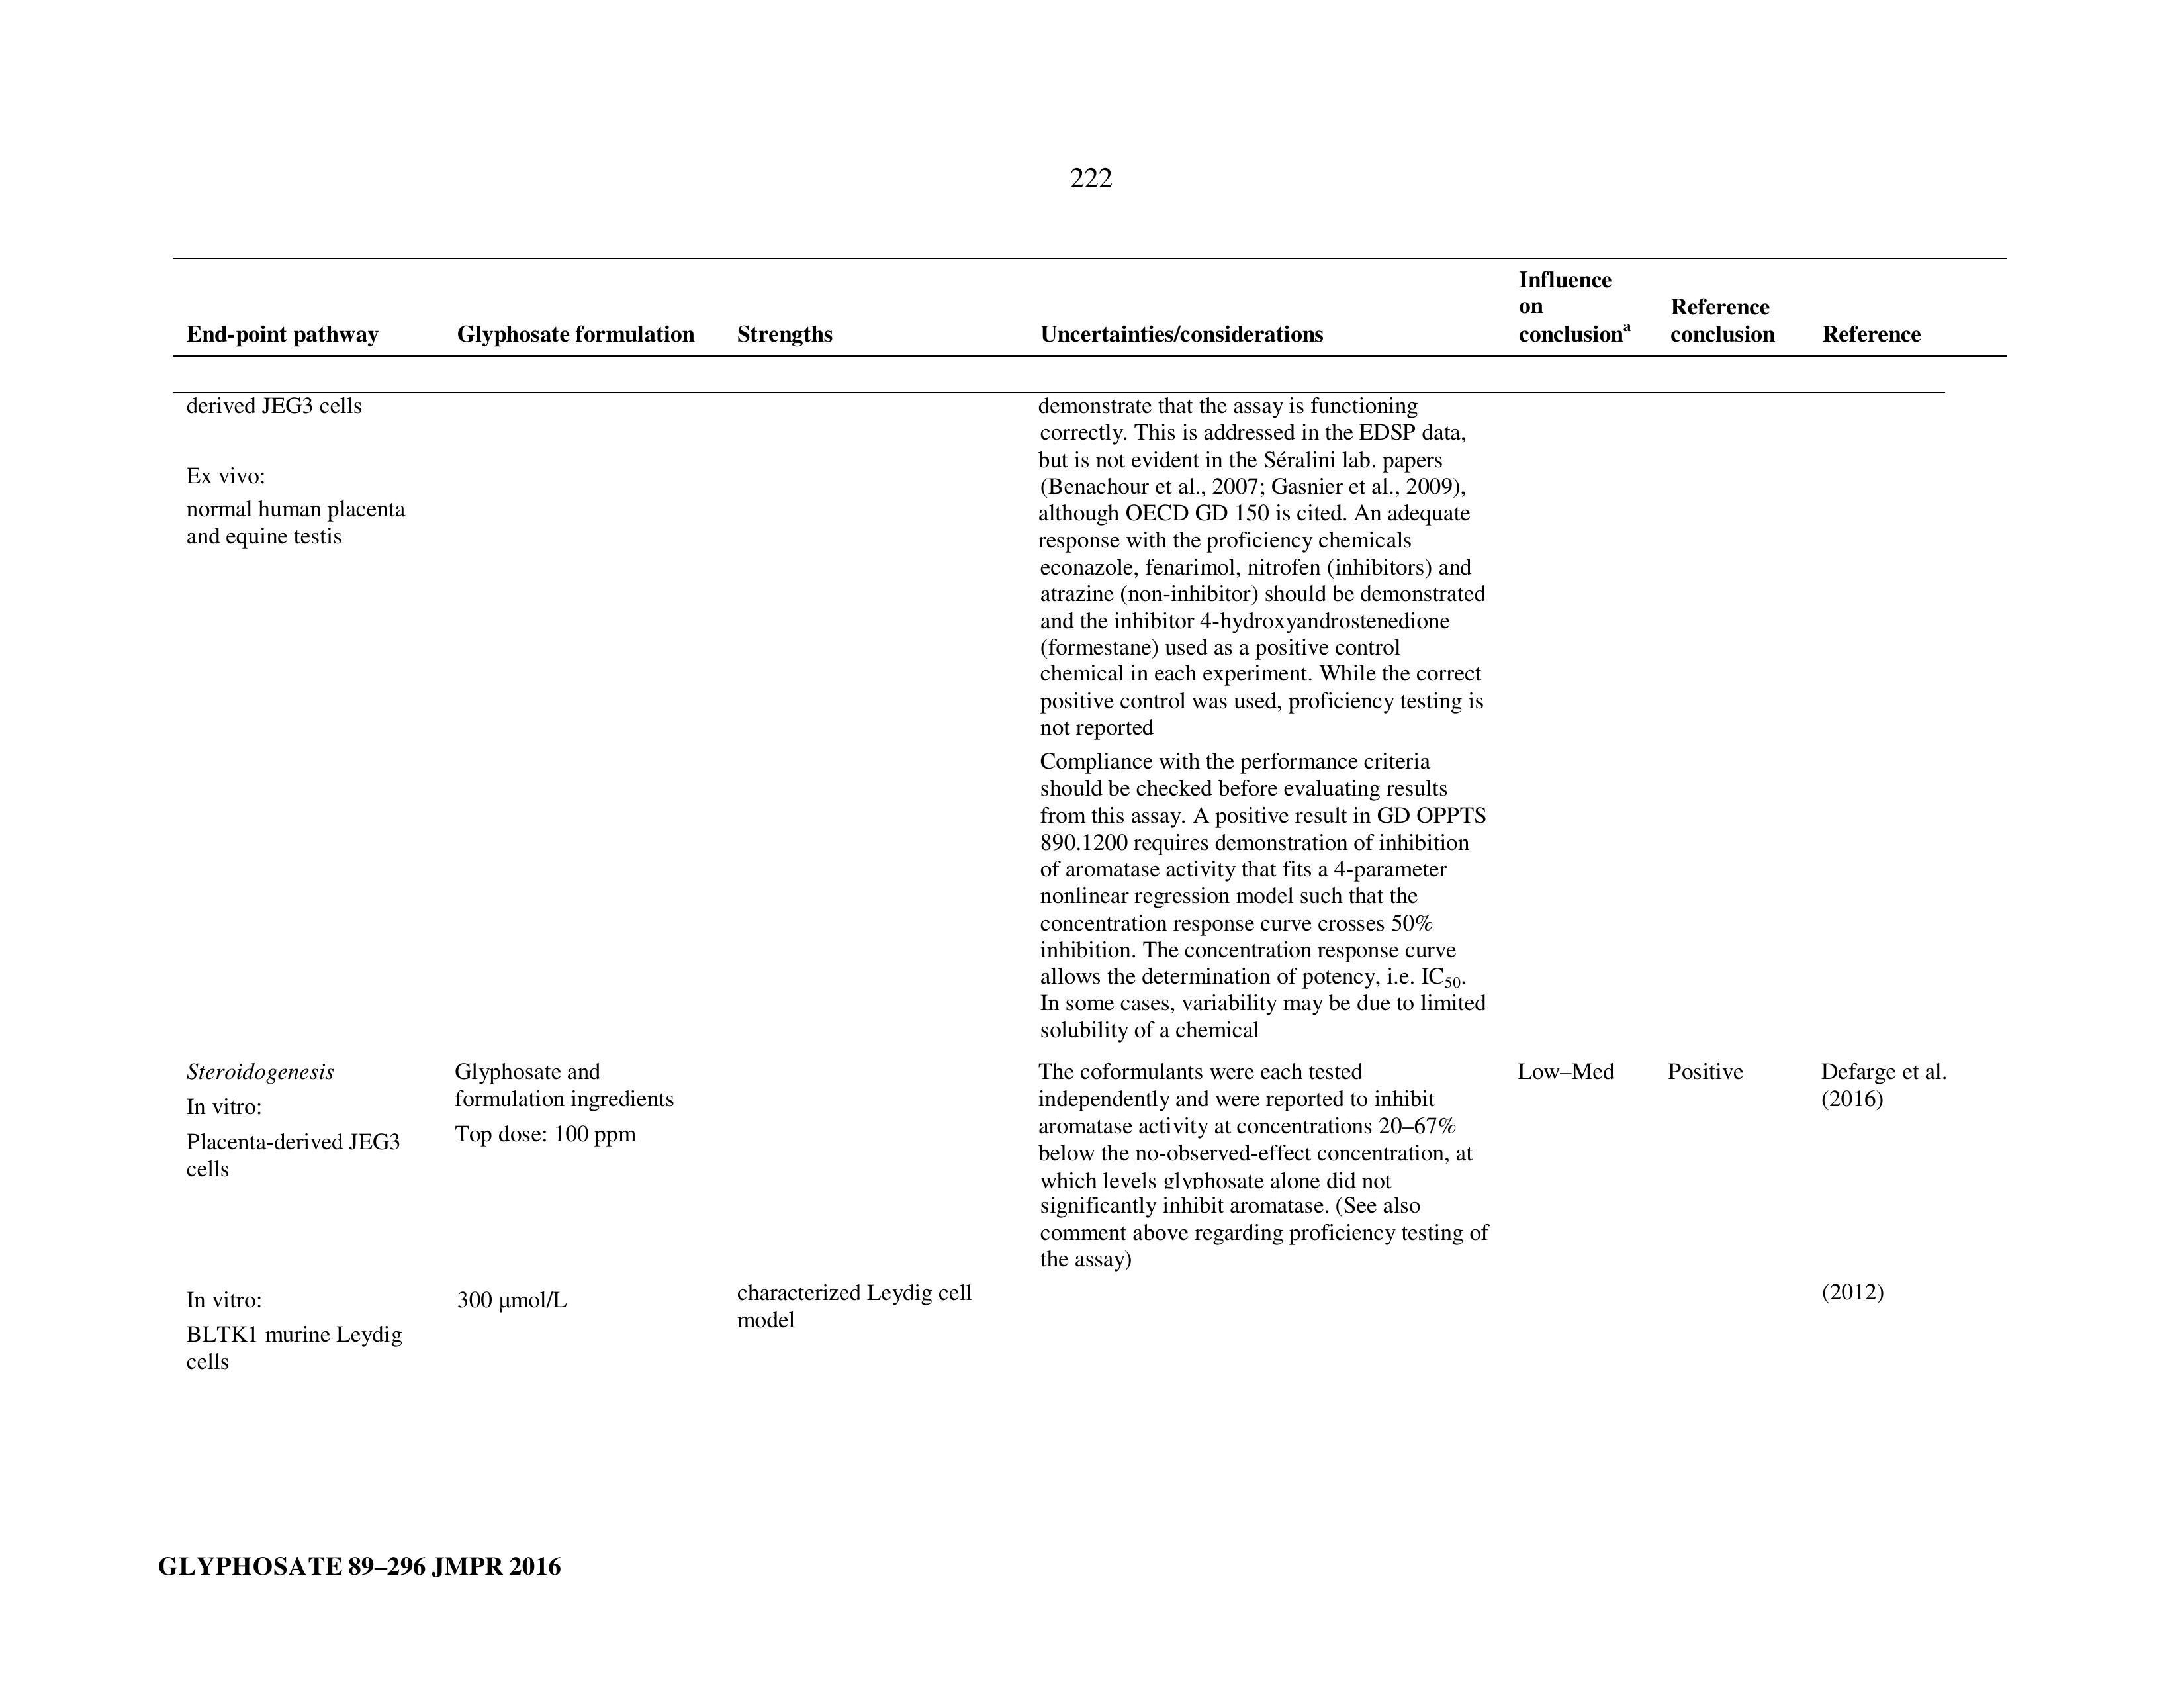 222
Influence
on
conclusionᵃ
Reference
conclusion
End-point pathway
Glyphosate formulation
Strengths
Uncertainties/considerations
Reference
derived JEG3 cells
Ex vivo:
normal human placenta
and equine testis
demonstrate that the assay is functioning
correctly. This is addressed in the EDSP data,
but is not evident in the Séralini lab. papers
(Benachour et al., 2007; Gasnier et al., 2009),
although OECD GD 150 is cited. An adequate
response with the proficiency chemicals
econazole, fenarimol, nitrofen (inhibitors) and
atrazine (non-inhibitor) should be demonstrated
and the inhibitor 4-hydroxyandrostenedione
(formestane) used as a positive control
chemical in each experiment. While the correct
positive control was used, proficiency testing is
not reported
Compliance with the performance criteria
should be checked before evaluating results
from this assay. A positive result in GD OPPTS
890.1200 requires demonstration of inhibition
of aromatase activity that fits a 4-parameter
nonlinear regression model such that the
concentration response curve crosses 50%
inhibition. The concentration response curve
allows the determination of potency, i.e. IC₅₀.
In some cases, variability may be due to limited
solubility of a chemical
Steroidogenesis
In vitro:
Placenta-derived JEG3
cells
Glyphosate and
formulation ingredients
Top dose: 100 ppm
The coformulants were each tested
independently and were reported to inhibit
aromatase activity at concentrations 20–67%
below the no-observed-effect concentration, at
which levels glyphosate alone did not
significantly inhibit aromatase. (See also
comment above regarding proficiency testing of
the assay)
Low–Med
Positive
Defarge et al.
(2016)
In vitro:
BLTK1 murine Leydig
cells
300 µmol/L
characterized Leydig cell
model
(2012)
GLYPHOSATE 89–296 JMPR 2016